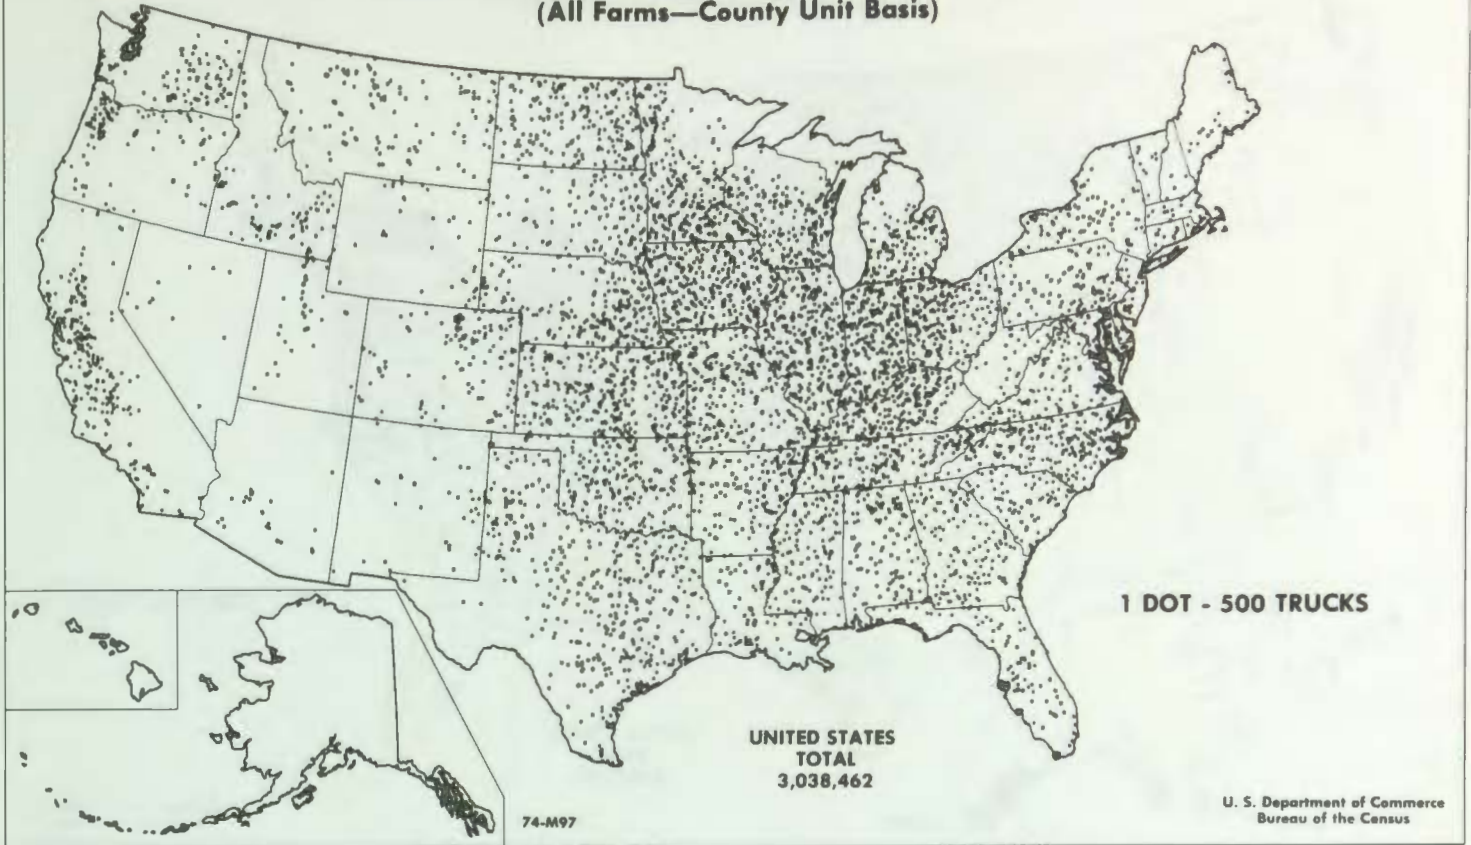 (All Farms—County Unit Basis)
1 DOT - 500 TRUCKS
UNITED STATES
TOTAL
3,038,462
74-M97
U. S. Department of Commerce
Bureau of the Census